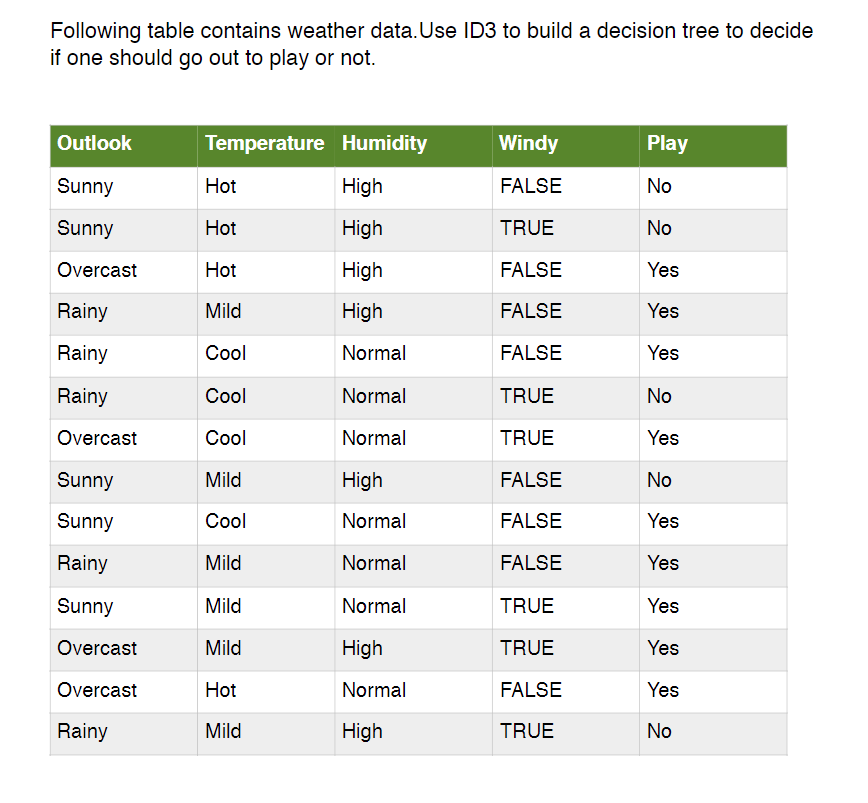 Following table contains weather data.Use ID3 to build a decision tree to decide
if one should go out to play or not.
Outlook Temperature Humidity Windy Play
Sunny Hot High FALSE No
Sunny Hot High TRUE No
Overcast Hot High FALSE Yes
Rainy Mild High FALSE Yes
Rainy Cool Normal FALSE Yes
Rainy Cool Normal TRUE No
Overcast Cool Normal TRUE Yes
Sunny Mild High FALSE No
Sunny Cool Normal FALSE Yes
Rainy Mild Normal FALSE Yes
Sunny Mild Normal TRUE Yes
Overcast Mild High TRUE Yes
Overcast Hot Normal FALSE Yes
Rainy Mild High TRUE No